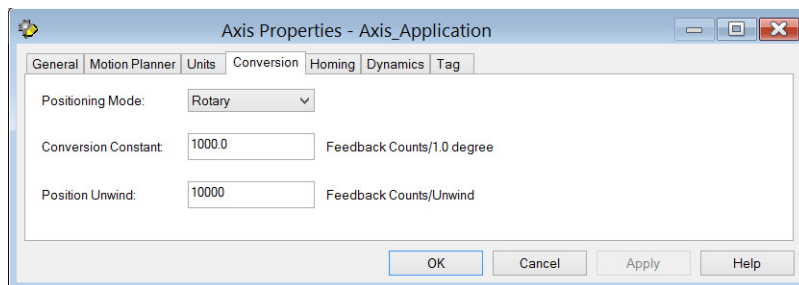 Axis Properties - Axis_Application
General Motion Planner Units Conversion Homing Dynamics Tag
Positioning Mode: Rotary
Conversion Constant: 1000.0 Feedback Counts/1.0 degree
Position Unwind: 10000 Feedback Counts/Unwind
OK Cancel Apply Help